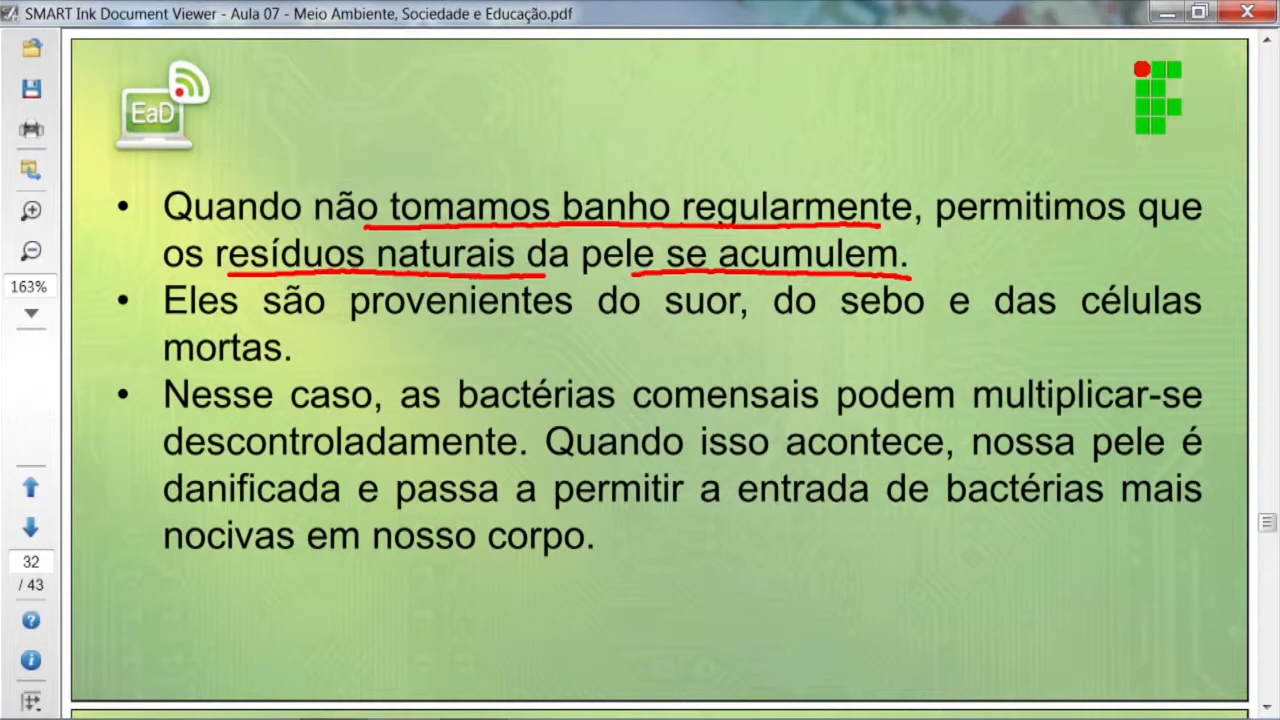 SMART Ink Document Viewer - Aula 07 - Meio Ambiente, Sociedade e Educação.pdf
EaD
• Quando não tomamos banho regularmente, permitimos que
os resíduos naturais da pele se acumulem.
• Eles são provenientes do suor, do sebo e das células
mortas.
• Nesse caso, as bactérias comensais podem multiplicar-se
descontroladamente. Quando isso acontece, nossa pele é
danificada e passa a permitir a entrada de bactérias mais
nocivas em nosso corpo.
163%
32
/ 43